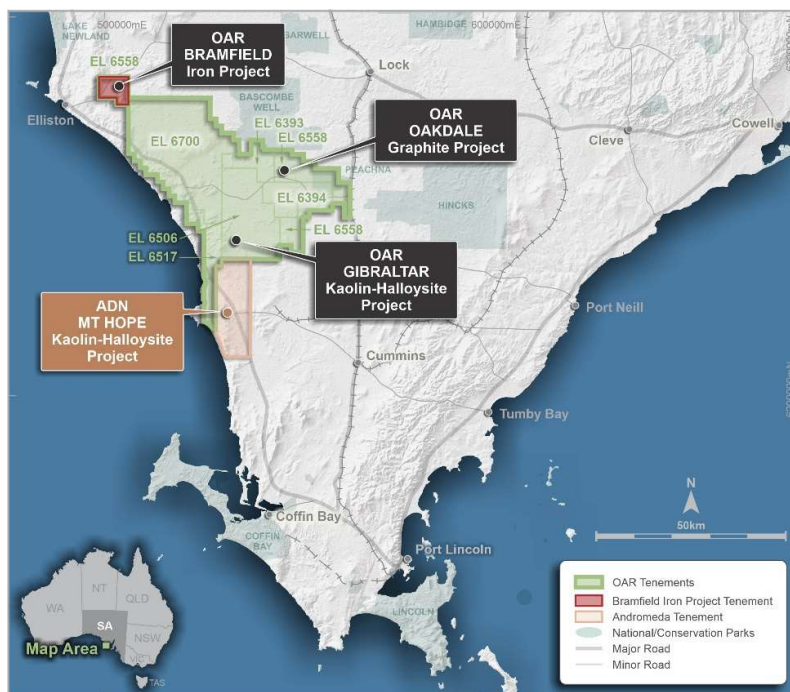 LAKE
NEWLAND
500000mE
BARWELL
HAMBIDGE
600000mE
OAR
BRAMFIELD
Iron Project
EL 6558
Lock
Elliston
BASCOMBE
WELL
EL 6393
EL 6558
OAR
OAKDALE
Graphite Project
Cleve
Cowell
EL 6700
PEACHNA
EL 6394
HINCKS
EL 6506
EL 6517
EL 6558
OAR
GIBRALTAR
Kaolin-Halloysite
Project
ADN
MT HOPE
Kaolin-Halloysite
Project
Port Neill
Cummins
Tumby Bay
N
50km
Coffin Bay
COFFIN
BAY
Port Lincoln
LINCOLN
WA
NT
QLD
SA
NSW
VIC
TAS
Map Area
OAR Tenements
Bramfield Iron Project Tenement
Andromeda Tenement
National/Conservation Parks
Major Road
Minor Road